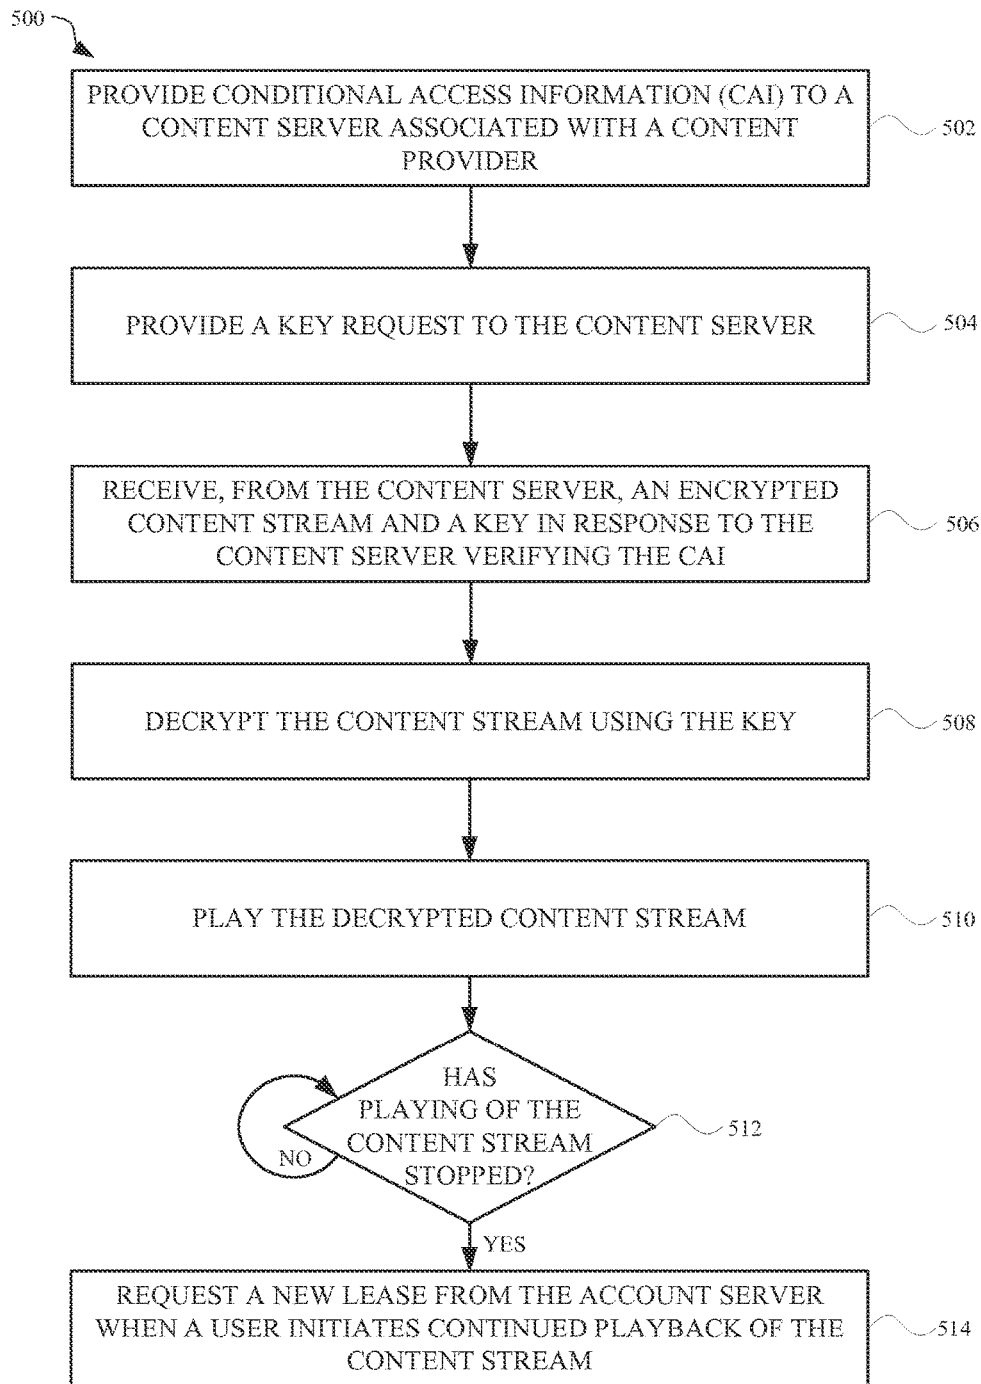 500
PROVIDE CONDITIONAL ACCESS INFORMATION (CAI) TO A
CONTENT SERVER ASSOCIATED WITH A CONTENT
PROVIDER
502
PROVIDE A KEY REQUEST TO THE CONTENT SERVER
504
RECEIVE, FROM THE CONTENT SERVER, AN ENCRYPTED
CONTENT STREAM AND A KEY IN RESPONSE TO THE
CONTENT SERVER VERIFYING THE CAI
506
DECRYPT THE CONTENT STREAM USING THE KEY
508
PLAY THE DECRYPTED CONTENT STREAM
510
HAS
PLAYING OF THE
CONTENT STREAM
STOPPED?
512
NO
YES
REQUEST A NEW LEASE FROM THE ACCOUNT SERVER
WHEN A USER INITIATES CONTINUED PLAYBACK OF THE
CONTENT STREAM
514